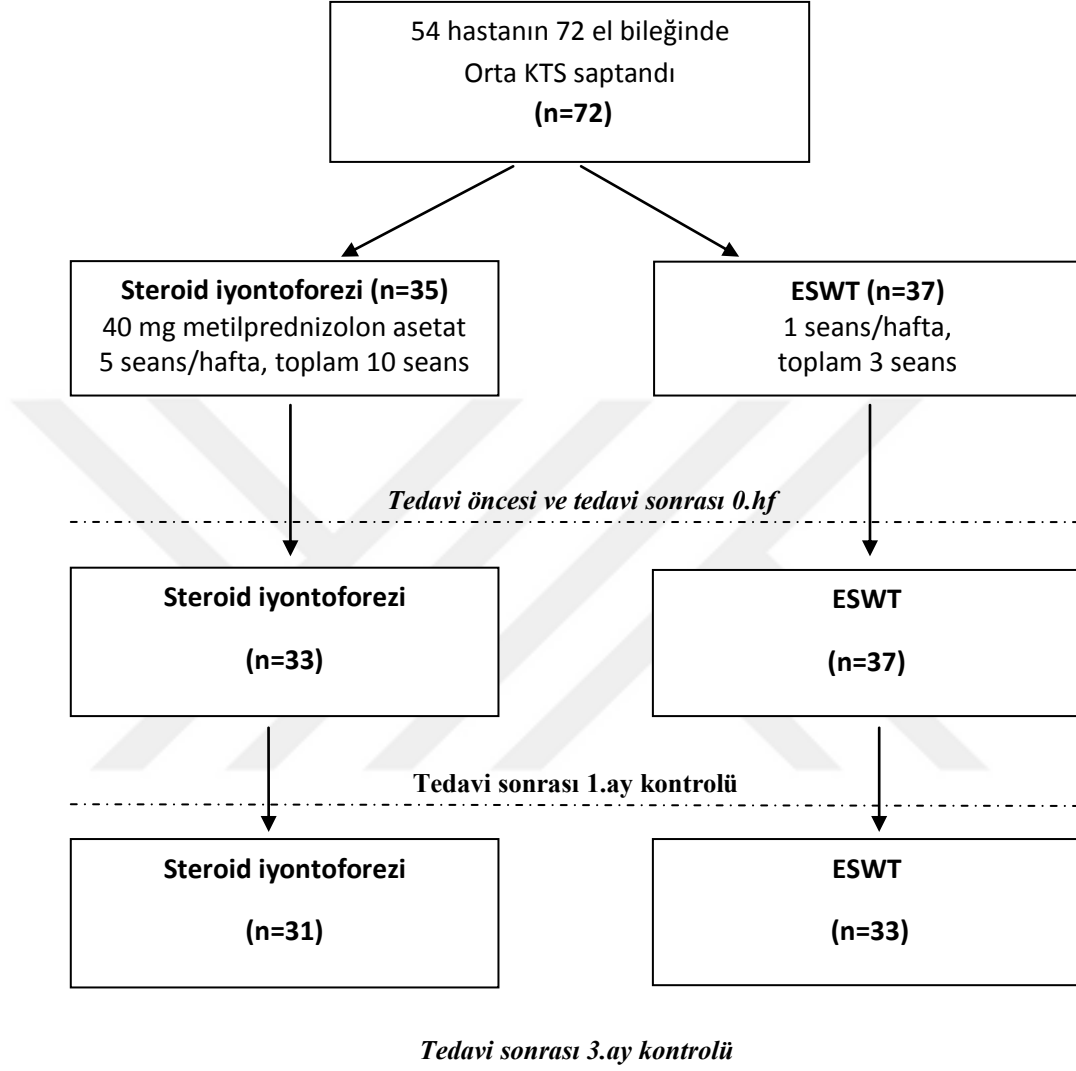 54 hastanın 72 el bileğinde
Orta KTS saptandı
(n=72)
Steroid iyontoforezi (n=35)
40 mg metilprednizolon asetat
5 seans/hafta, toplam 10 seans
ESWT (n=37)
1 seans/hafta,
toplam 3 seans
Tedavi öncesi ve tedavi sonrası 0.hf
Steroid iyontoforezi
(n=33)
ESWT
(n=37)
Tedavi sonrası 1.ay kontrolü
Steroid iyontoforezi
(n=31)
ESWT
(n=33)
Tedavi sonrası 3.ay kontrolü